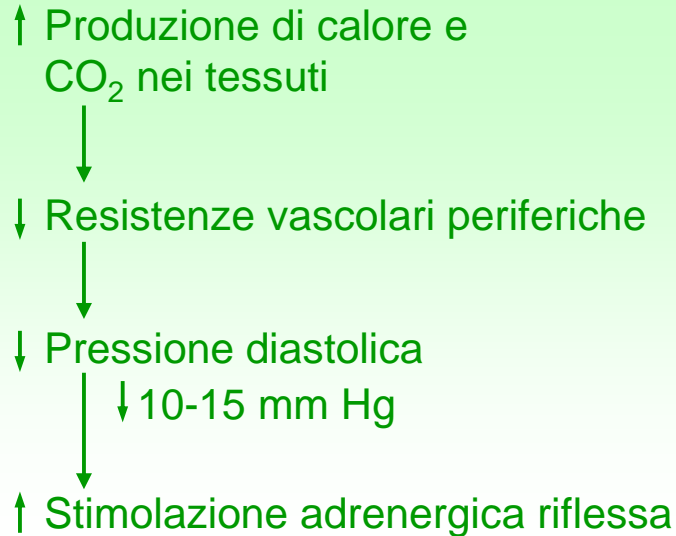 ↑ Produzione di calore e
CO₂ nei tessuti
↓ Resistenze vascolari periferiche
↓ Pressione diastolica
↓ 10-15 mm Hg
↑ Stimolazione adrenergica riflessa